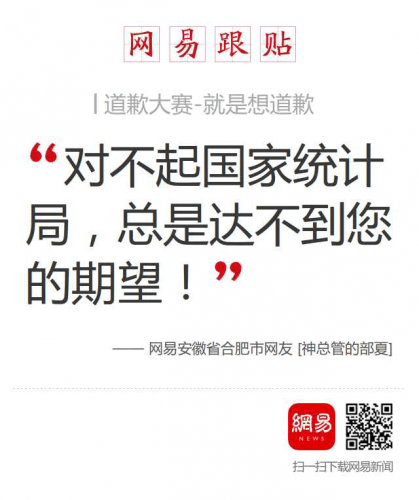 网易跟贴
| 道歉大赛-就是想道歉
“对不起国家统计
局，总是达不到您
的期望！”
—— 网易安徽省合肥市网友 [神总管的部夏]
網易
NEWS
扫一扫下载网易新闻